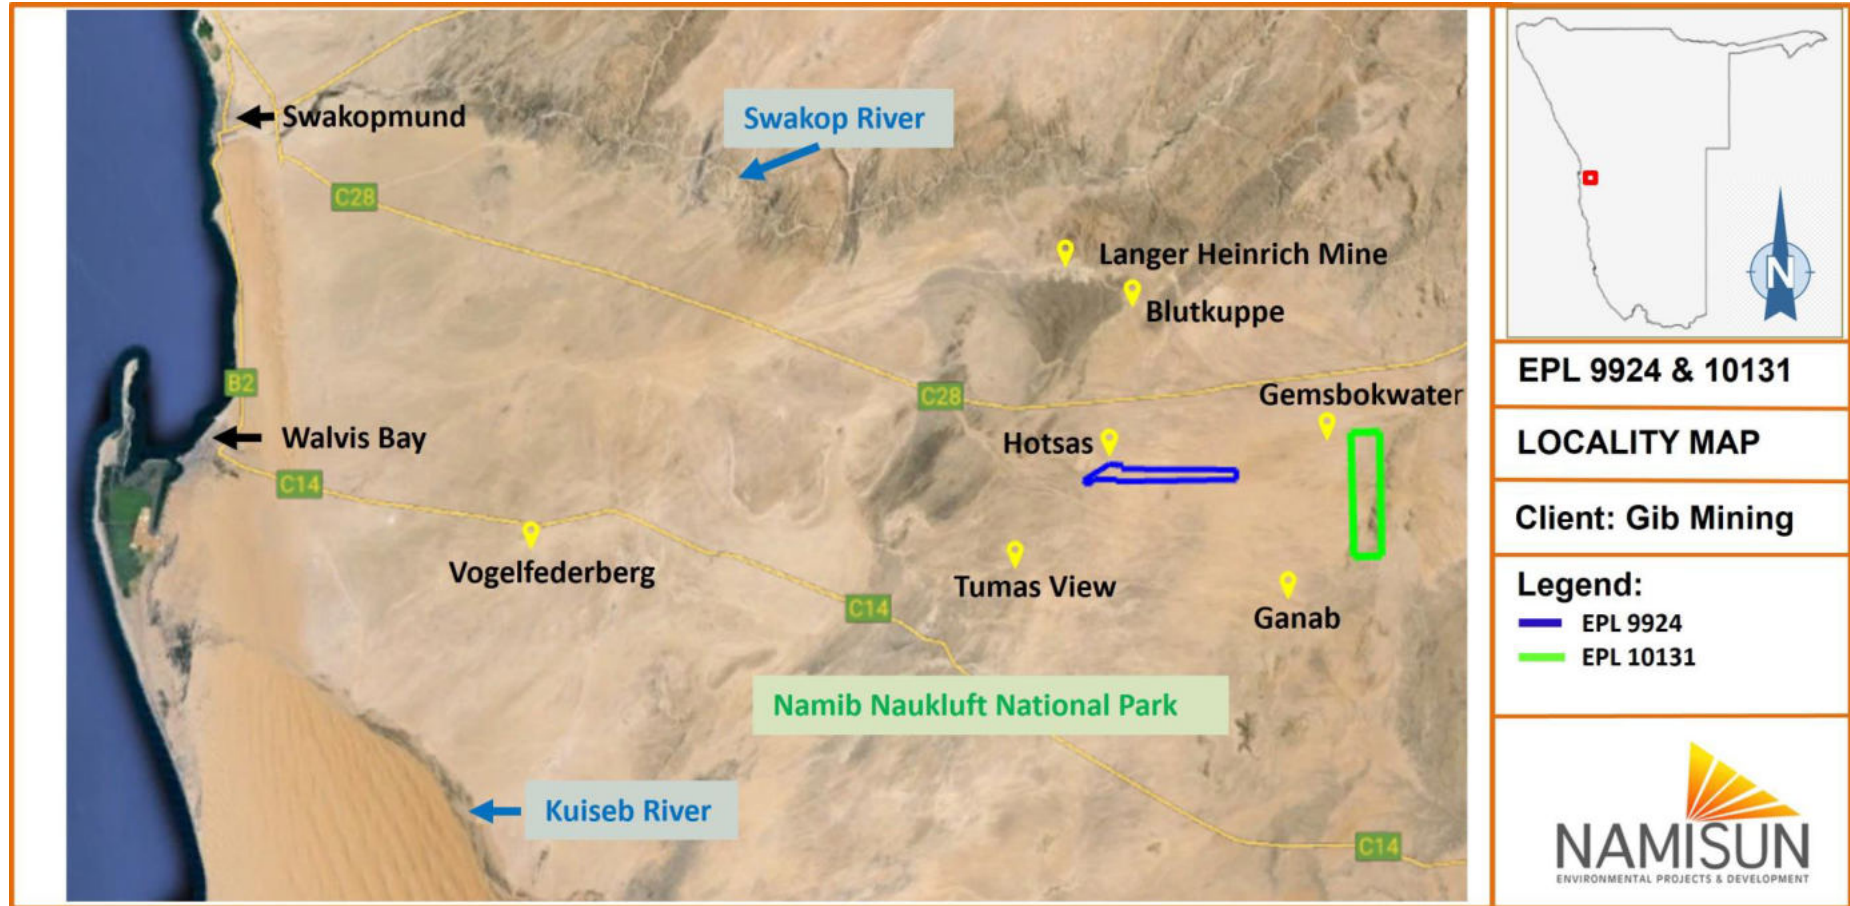 Swakopmund
Swakop River
C28
Langer Heinrich Mine
Blutkuppe
B2
C28
Gemsbokwater
Walvis Bay
Hotsas
C14
Vogelfederberg
Tumas View
C14
Ganab
Namib Naukluft National Park
Kuiseb River
C14
N
EPL 9924 & 10131
LOCALITY MAP
Client: Gib Mining
Legend:
EPL 9924
EPL 10131
NAMISUN
ENVIRONMENTAL PROJECTS & DEVELOPMENT